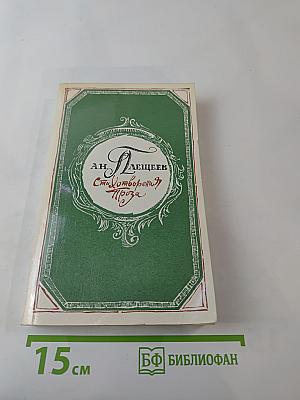 А.Н. Плещеев
Стихотворения
Проза
15 см
БФ БИБЛИОФАН